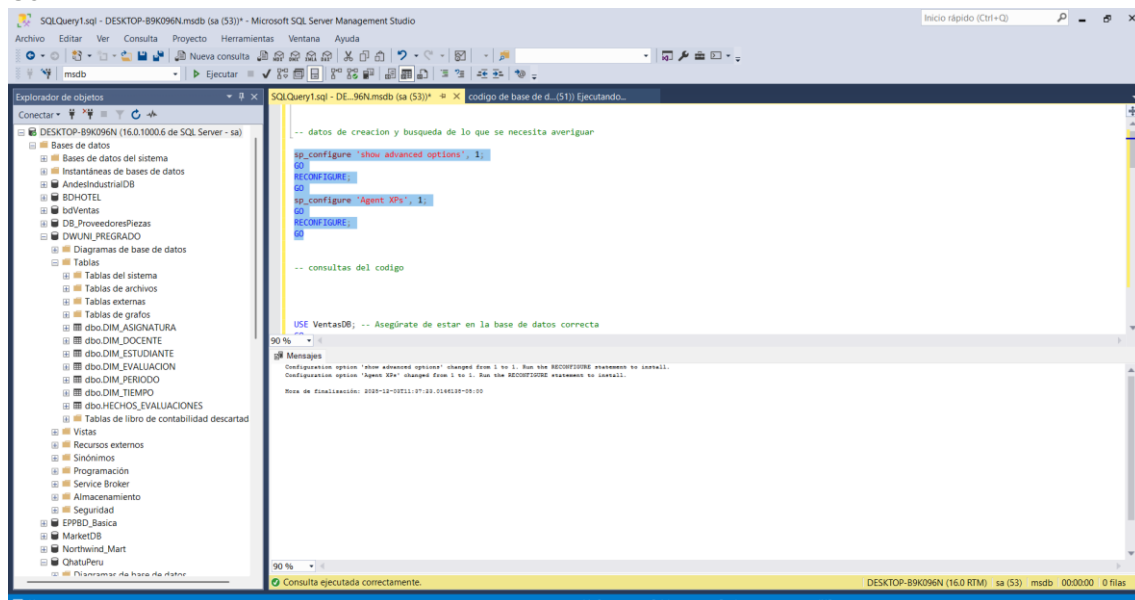 SQLQuery1.sql - DESKTOP-B9K096N.msdb (sa (53))* - Microsoft SQL Server Management Studio
Inicio rápido (Ctrl+Q)
Archivo Editar Ver Consulta Proyecto Herramientas Ventana Ayuda
Nueva consulta
msdb
Ejecutar
Explorador de objetos
SQLQuery1.sql - DE...96N.msdb (sa (53))*
codigo de base de d...(51)) Ejecutando...
Conectar
DESKTOP-B9K096N (16.0.1000.6 de SQL Server - sa)
Bases de datos
Bases de datos del sistema
Instantáneas de bases de datos
AndesIndustrialDB
BDHOTEL
bdVentas
DB_ProveedoresPiezas
DWUNI_PREGRADO
Diagramas de base de datos
Tablas
Tablas del sistema
Tablas de archivos
Tablas externas
Tablas de grafos
dbo.DIM_ASIGNATURA
dbo.DIM_DOCENTE
dbo.DIM_ESTUDIANTE
dbo.DIM_EVALUACION
dbo.DIM_PERIODO
dbo.DIM_TIEMPO
dbo.HECHOS_EVALUACIONES
Tablas de libro de contabilidad descartad
Vistas
Recursos externos
Sinónimos
Programación
Service Broker
Almacenamiento
Seguridad
EPPBD_Basica
MarketDB
Northwind_Mart
QhatuPeru
Diagramas de base de datos
-- datos de creacion y busqueda de lo que se necesita averiguar
sp_configure 'show advanced options', 1;
GO
RECONFIGURE;
GO
sp_configure 'Agent XPs', 1;
GO
RECONFIGURE;
GO
-- consultas del codigo
USE VentasDB; -- Asegúrate de estar en la base de datos correcta
GO
90 %
Mensajes
Configuration option 'show advanced options' changed from 1 to 1. Run the RECONFIGURE statement to install.
Configuration option 'Agent XPs' changed from 1 to 1. Run the RECONFIGURE statement to install.
Hora de finalización:
90 %
Consulta ejecutada correctamente.
DESKTOP-B9K096N (16.0 RTM) sa (53) msdb 00:00:00 0 filas